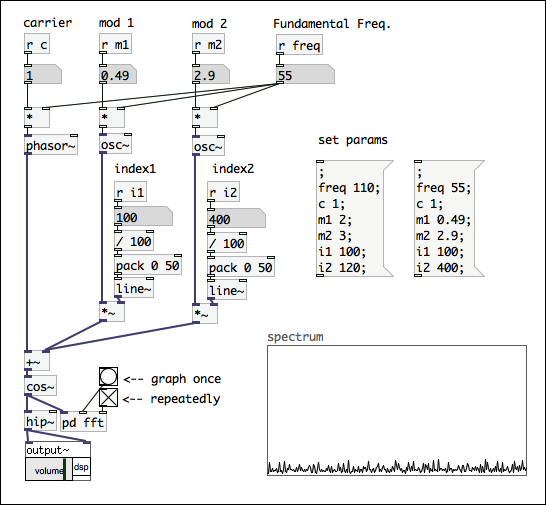 carrier mod 1 mod 2 Fundamental Freq.
r c r m1 r m2 r freq
1 0.49 2.9 55
* * *
phasor~ osc~ osc~
set params
index1 index2
r i1 r i2
100 400
/ 100 / 100
pack 0 50 pack 0 50
line~ line~
*~ *~
;
freq 110;
c 1;
m1 2;
m2 3;
i1 100;
i2 120;
;
freq 55;
c 1;
m1 0.49;
m2 2.9;
i1 100;
i2 400;
spectrum
+~
cos~
<-- graph once
<-- repeatedly
hip~ pd fft
output~
volume dsp